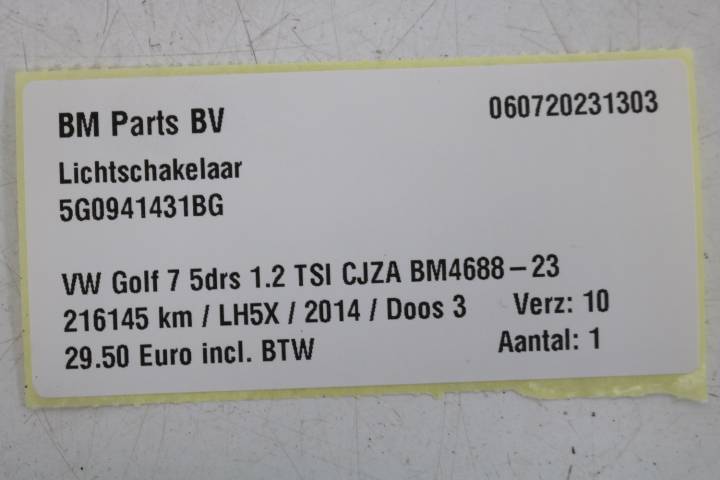 BM Parts BV 060720231303
Lichtschakelaar
5G0941431BG
VW Golf 7 5drs 1.2 TSI CJZA BM4688-23
216145 km / LH5X / 2014 / Doos 3 Verz: 10
29.50 Euro incl. BTW Aantal: 1